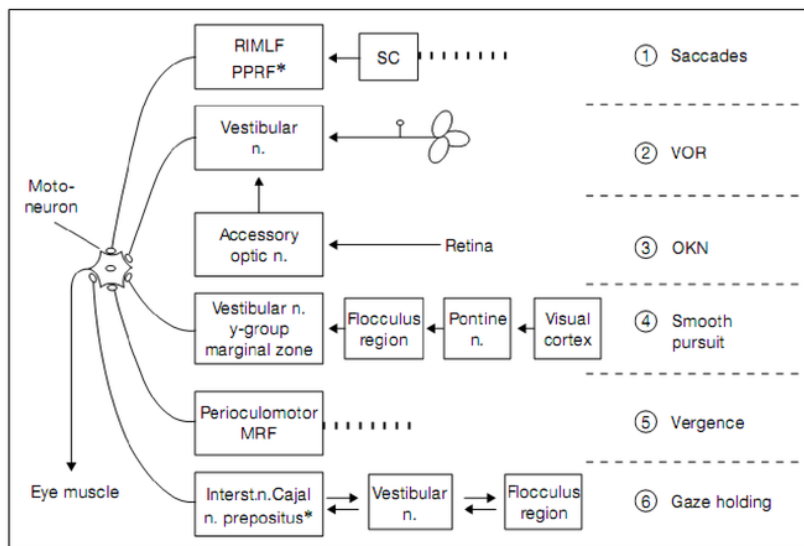 RIMLF
PPRF*
SC
① Saccades
Vestibular
n.
② VOR
Moto-
neuron
Accessory
optic n.
Retina
③ OKN
Vestibular n.
y-group
marginal zone
Flocculus
region
Pontine
n.
Visual
cortex
④ Smooth
pursuit
Perioculomotor
MRF
⑤ Vergence
Eye muscle
Interst.n.Cajal
n. prepositus*
Vestibular
n.
Flocculus
region
⑥ Gaze holding